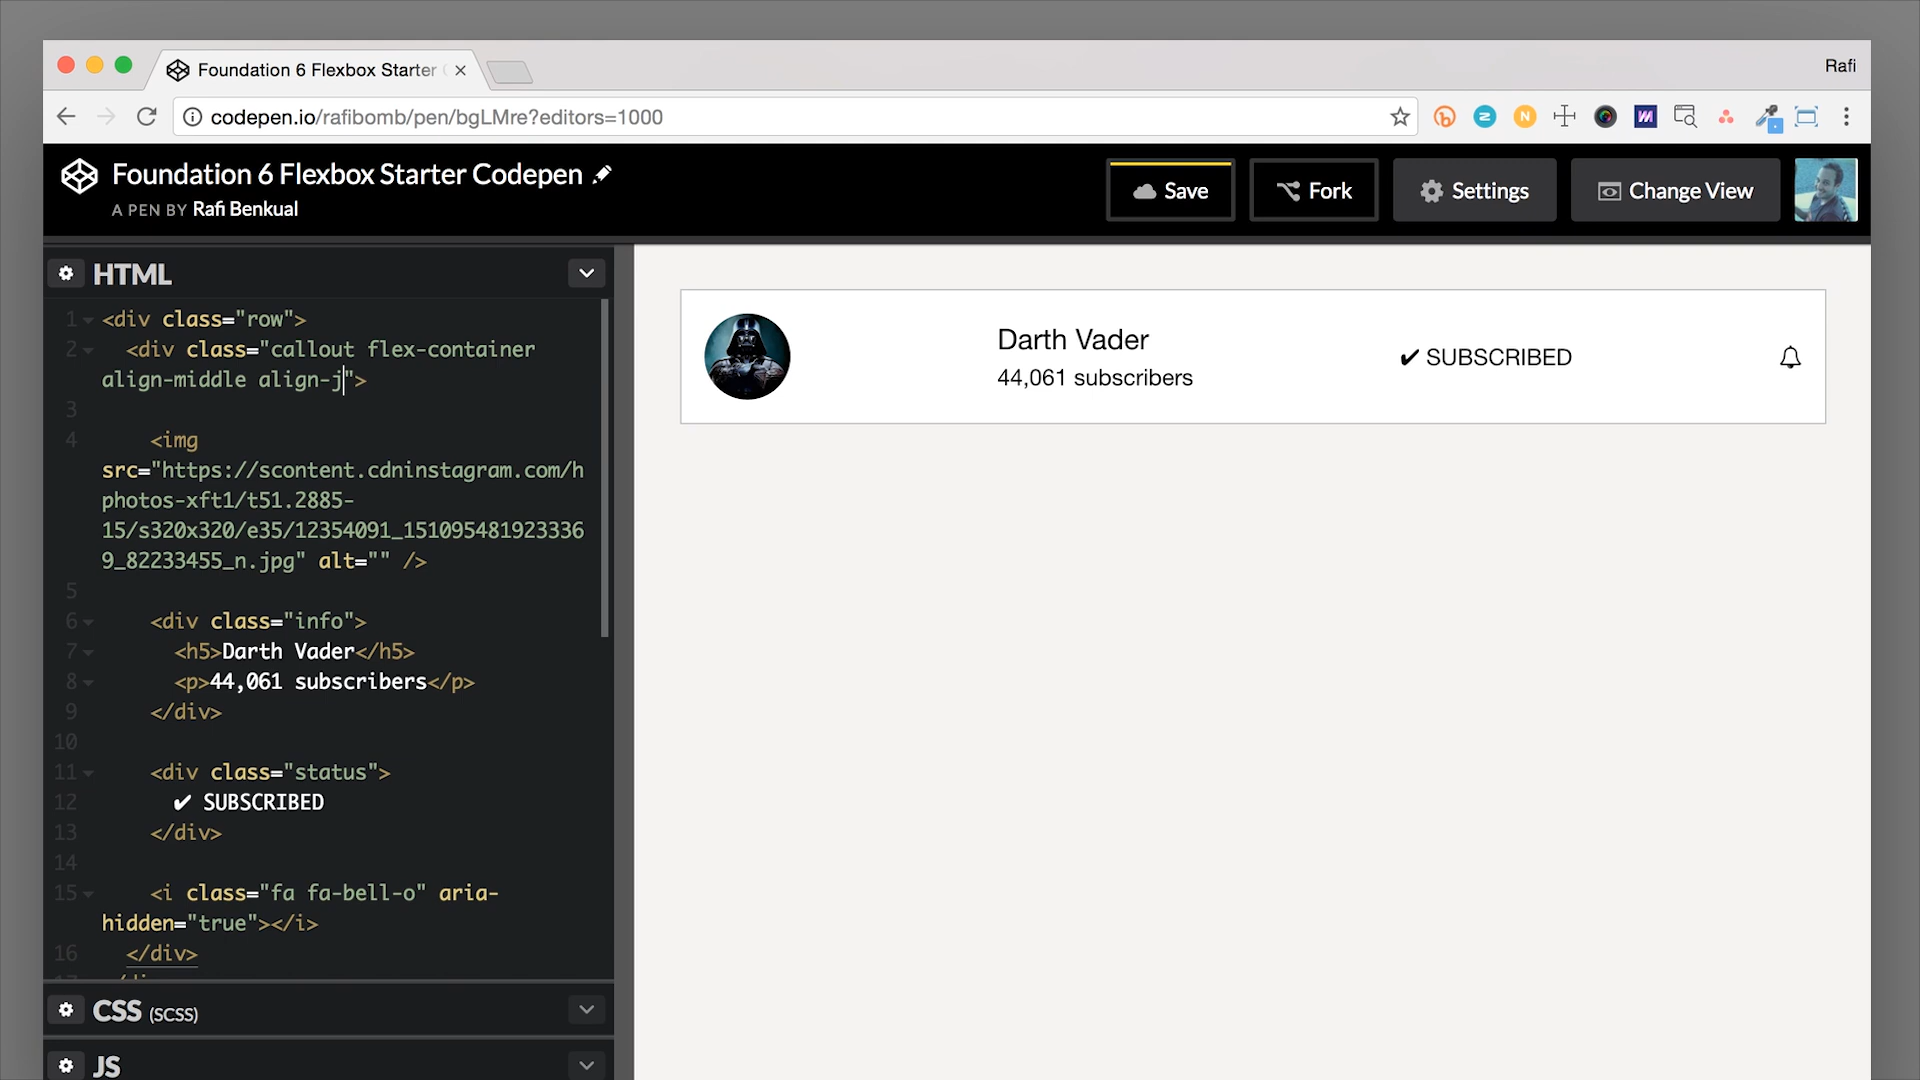 Foundation 6 Flexbox Starter
Rafi
codepen.io/rafibomb/pen/bgLMre?editors=1000
Foundation 6 Flexbox Starter Codepen
A PEN BY Rafi Benkual
Save
Fork
Settings
Change View
HTML
1 <div class="row">
2 <div class="callout flex-container
align-middle align-j">
3
4 <img
src="https://scontent.cdninstagram.com/h
photos-xft1/t51.2885-
15/s320x320/e35/12354091_151095481923336
9_82233455_n.jpg" alt="" />
5
6 <div class="info">
7 <h5>Darth Vader</h5>
8 <p>44,061 subscribers</p>
9 </div>
10
11 <div class="status">
12 ✔ SUBSCRIBED
13 </div>
14
15 <i class="fa fa-bell-o" aria-
hidden="true"></i>
16 </div>
CSS (SCSS)
JS
Darth Vader
44,061 subscribers
✔ SUBSCRIBED